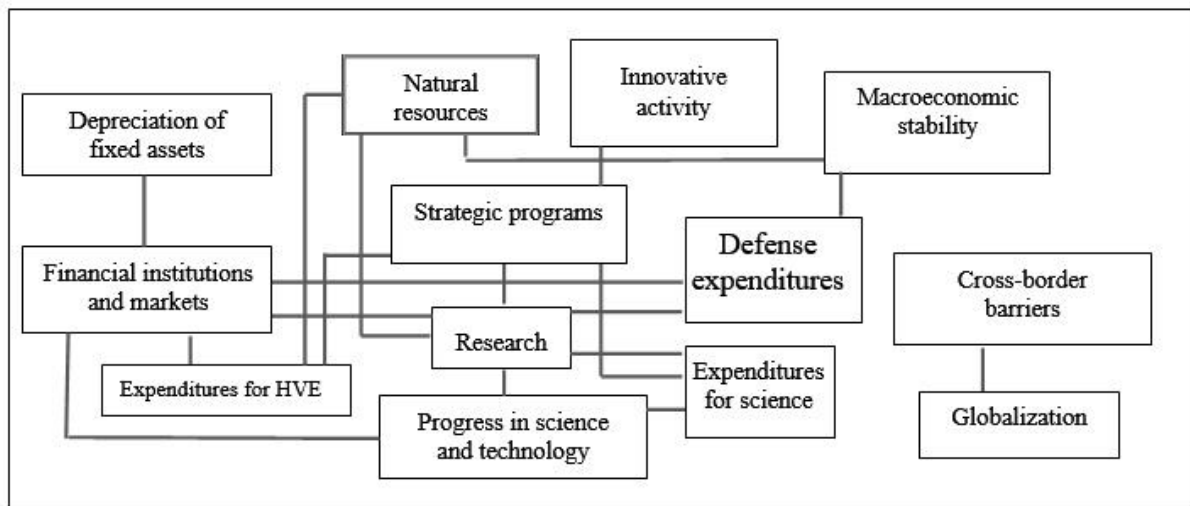 Natural
resources
Innovative
activity
Macroeconomic
stability
Depreciation of
fixed assets
Strategic programs
Defense
expenditures
Financial institutions
and markets
Cross-border
barriers
Research
Expenditures for HVE
Expenditures
for science
Progress in science
and technology
Globalization